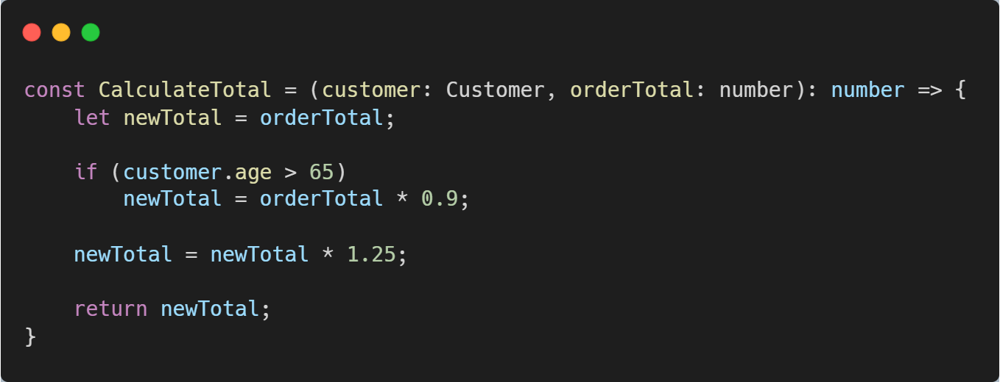 const CalculateTotal = (customer: Customer, orderTotal: number): number => {
    let newTotal = orderTotal;

    if (customer.age > 65)
        newTotal = orderTotal * 0.9;

    newTotal = newTotal * 1.25;

    return newTotal;
}